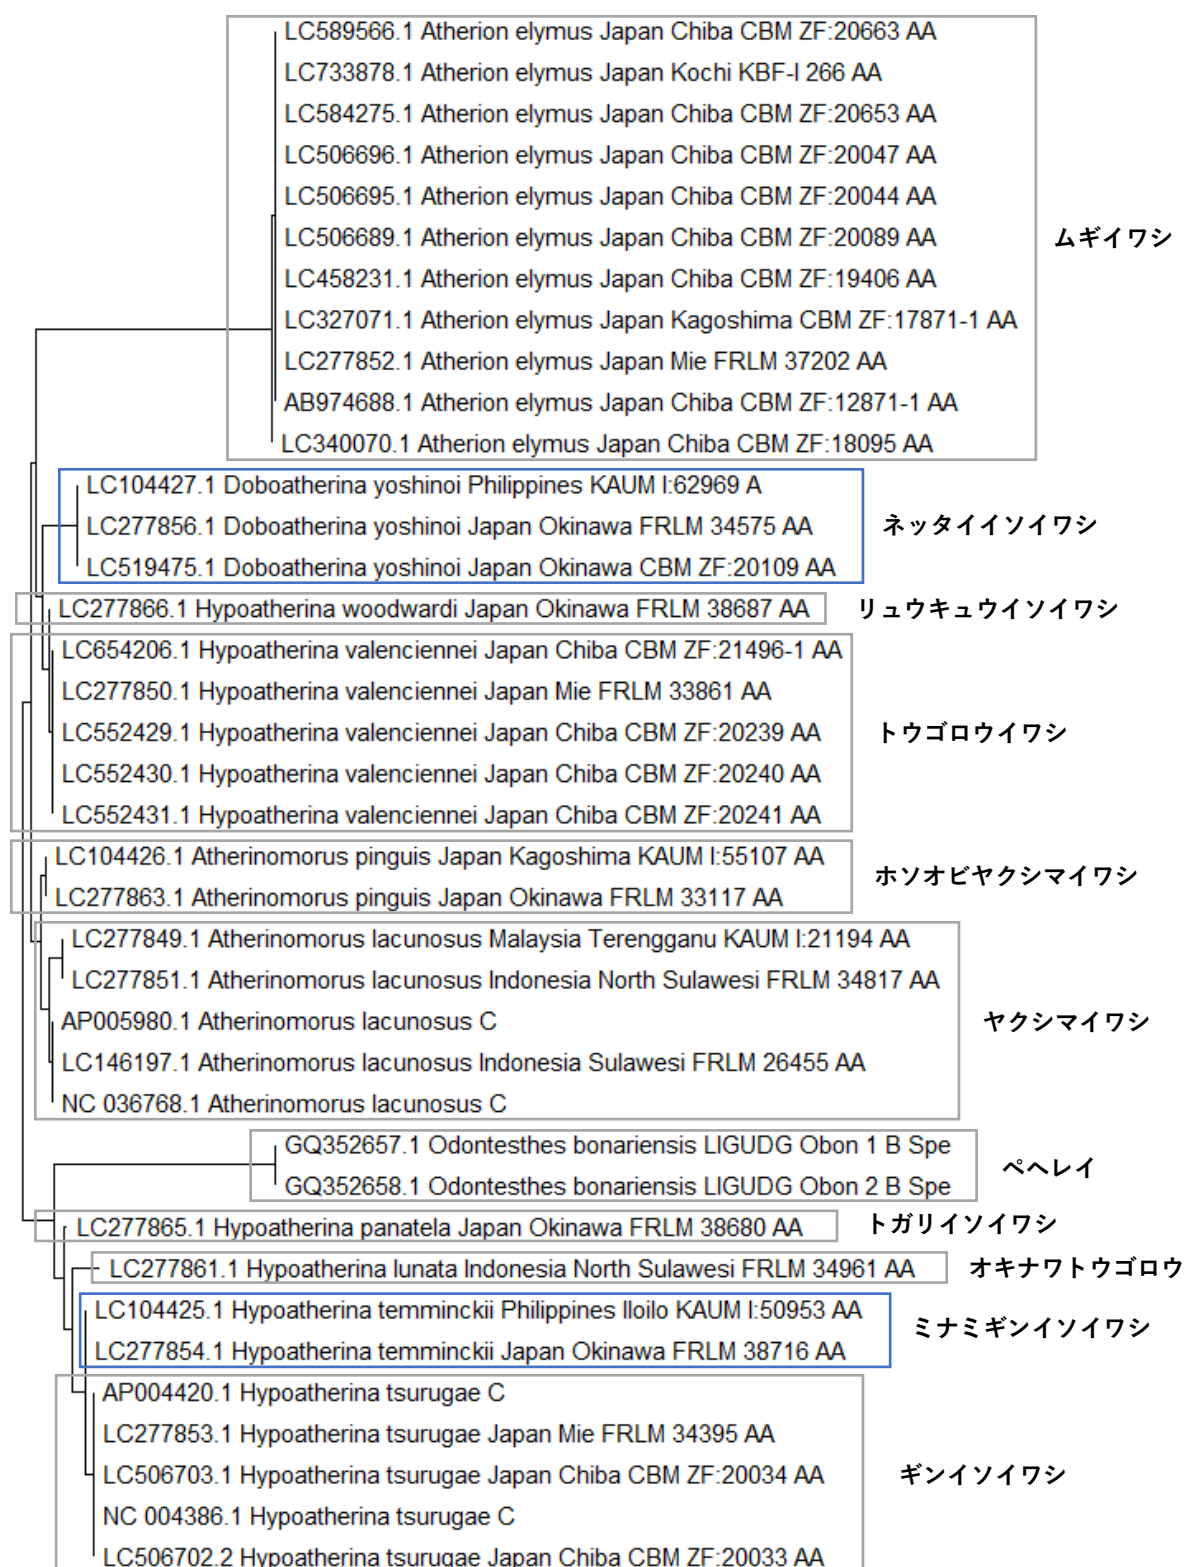 LC589566.1 Atherion elymus Japan Chiba CBM ZF:20663 AA
LC733878.1 Atherion elymus Japan Kochi KBF-I 266 AA
LC584275.1 Atherion elymus Japan Chiba CBM ZF:20653 AA
LC506696.1 Atherion elymus Japan Chiba CBM ZF:20047 AA
LC506695.1 Atherion elymus Japan Chiba CBM ZF:20044 AA
LC506689.1 Atherion elymus Japan Chiba CBM ZF:20089 AA
ムギイワシ
LC458231.1 Atherion elymus Japan Chiba CBM ZF:19406 AA
LC327071.1 Atherion elymus Japan Kagoshima CBM ZF:17871-1 AA
LC277852.1 Atherion elymus Japan Mie FRLM 37202 AA
AB974688.1 Atherion elymus Japan Chiba CBM ZF:12871-1 AA
LC340070.1 Atherion elymus Japan Chiba CBM ZF:18095 AA
LC104427.1 Doboatherina yoshinoi Philippines KAUM I:62969 A
LC277856.1 Doboatherina yoshinoi Japan Okinawa FRLM 34575 AA
ネッタイイソイワシ
LC519475.1 Doboatherina yoshinoi Japan Okinawa CBM ZF:20109 AA
LC277866.1 Hypoatherina woodwardi Japan Okinawa FRLM 38687 AA
リュウキュウイソイワシ
LC654206.1 Hypoatherina valenciennei Japan Chiba CBM ZF:21496-1 AA
LC277850.1 Hypoatherina valenciennei Japan Mie FRLM 33861 AA
LC552429.1 Hypoatherina valenciennei Japan Chiba CBM ZF:20239 AA
トウゴロウイワシ
LC552430.1 Hypoatherina valenciennei Japan Chiba CBM ZF:20240 AA
LC552431.1 Hypoatherina valenciennei Japan Chiba CBM ZF:20241 AA
LC104426.1 Atherinomorus pinguis Japan Kagoshima KAUM I:55107 AA
ホソオビヤクシマイワシ
LC277863.1 Atherinomorus pinguis Japan Okinawa FRLM 33117 AA
LC277849.1 Atherinomorus lacunosus Malaysia Terengganu KAUM I:21194 AA
LC277851.1 Atherinomorus lacunosus Indonesia North Sulawesi FRLM 34817 AA
AP005980.1 Atherinomorus lacunosus C
ヤクシマイワシ
LC146197.1 Atherinomorus lacunosus Indonesia Sulawesi FRLM 26455 AA
NC 036768.1 Atherinomorus lacunosus C
GQ352657.1 Odontesthes bonariensis LIGUDG Obon 1 B Spe
ペヘレイ
GQ352658.1 Odontesthes bonariensis LIGUDG Obon 2 B Spe
LC277865.1 Hypoatherina panatela Japan Okinawa FRLM 38680 AA
トガリイソイワシ
LC277861.1 Hypoatherina lunata Indonesia North Sulawesi FRLM 34961 AA
オキナワトウゴロウ
LC104425.1 Hypoatherina temminckii Philippines Iloilo KAUM I:50953 AA
ミナミギンイソイワシ
LC277854.1 Hypoatherina temminckii Japan Okinawa FRLM 38716 AA
AP004420.1 Hypoatherina tsurugae C
LC277853.1 Hypoatherina tsurugae Japan Mie FRLM 34395 AA
LC506703.1 Hypoatherina tsurugae Japan Chiba CBM ZF:20034 AA
ギンイソイワシ
NC 004386.1 Hypoatherina tsurugae C
LC506702.2 Hypoatherina tsurugae Japan Chiba CBM ZF:20033 AA